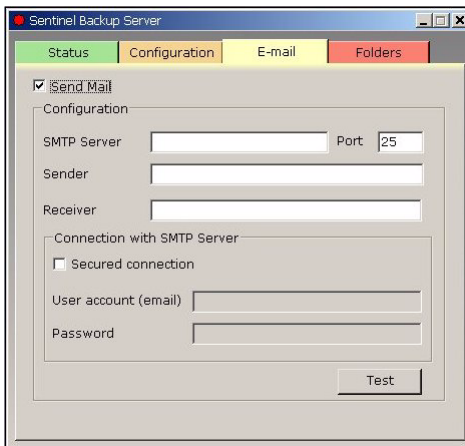 Sentinel Backup Server
Status Configuration E-mail Folders
Send Mail
Configuration
SMTP Server Port 25
Sender
Receiver
Connection with SMTP Server
Secured connection
User account (email)
Password
Test